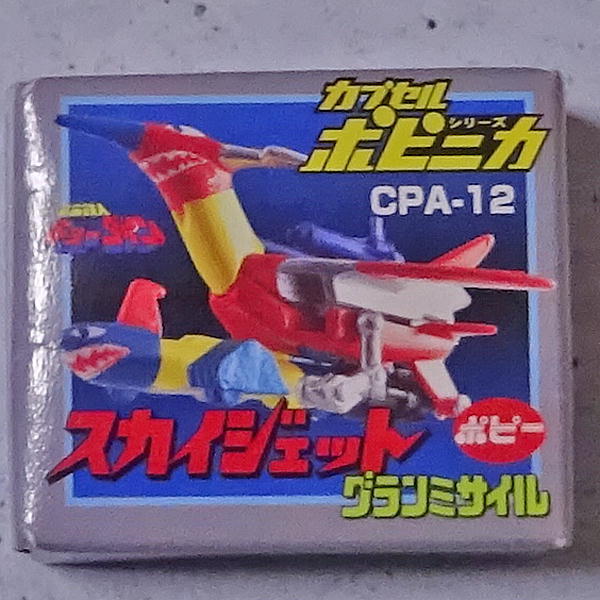 カプセル
ポピニカ
シリーズ
CPA-12
スカイジェット
ポピー
グランミサイル